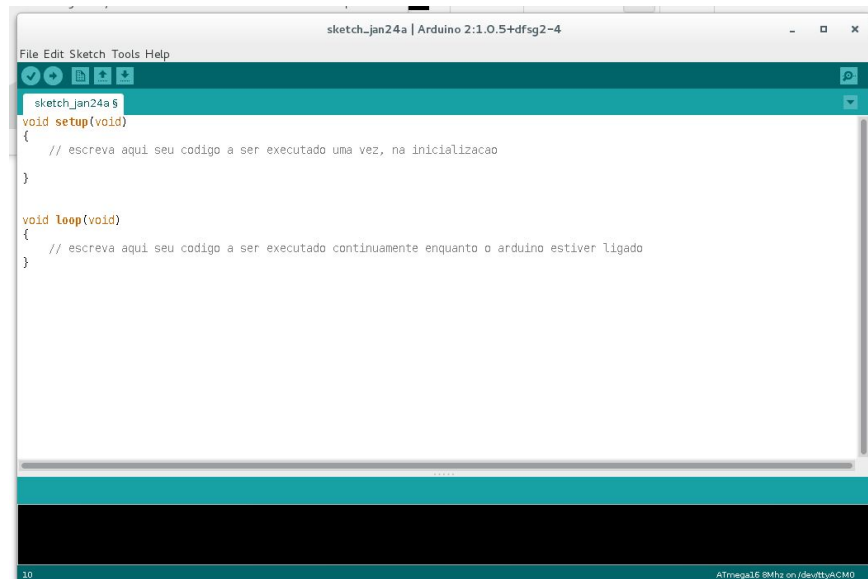 sketch_jan24a | Arduino 2:1.0.5+dfsg2-4
File Edit Sketch Tools Help
sketch_jan24a §
void setup(void)
{
// escreva aqui seu codigo a ser executado uma vez, na inicializacao
}
void loop(void)
{
// escreva aqui seu codigo a ser executado continuamente enquanto o arduino estiver ligado
}
10
ATmega16 8Mhz on /dev/ttyACM0